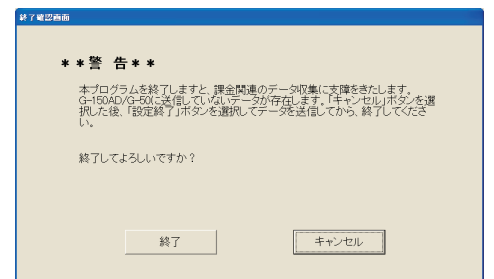 終了確認画面
＊＊警 告＊＊
本プログラムを終了しますと、課金関連のデータ収集に支障をきたします。
G-150AD/G-50に送信していないデータが存在します。「キャンセル」ボタンを選
択した後、「設定終了」ボタンを選択してデータを送信してから、終了してくださ
い。
終了してよろしいですか？
終了
キャンセル